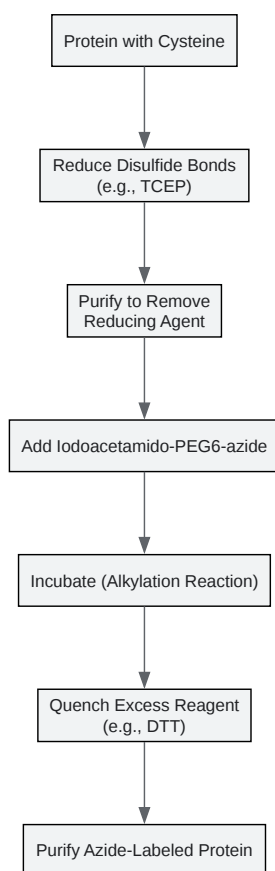 Protein with Cysteine
Reduce Disulfide Bonds
(e.g., TCEP)
Purify to Remove
Reducing Agent
Add Iodoacetamido-PEG6-azide
Incubate (Alkylation Reaction)
Quench Excess Reagent
(e.g., DTT)
Purify Azide-Labeled Protein